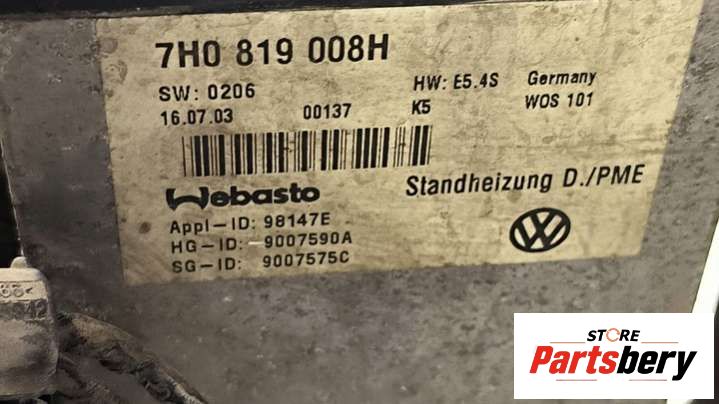 7H0 819 008H
SW: 0206 HW: E5.4S Germany
16.07.03 00137 K5 WOS 101
Webasto Standheizung D./PME
Appl-ID: 98147E
HG-ID: 9007590A
SG-ID: 9007575C
STORE
Partsbery